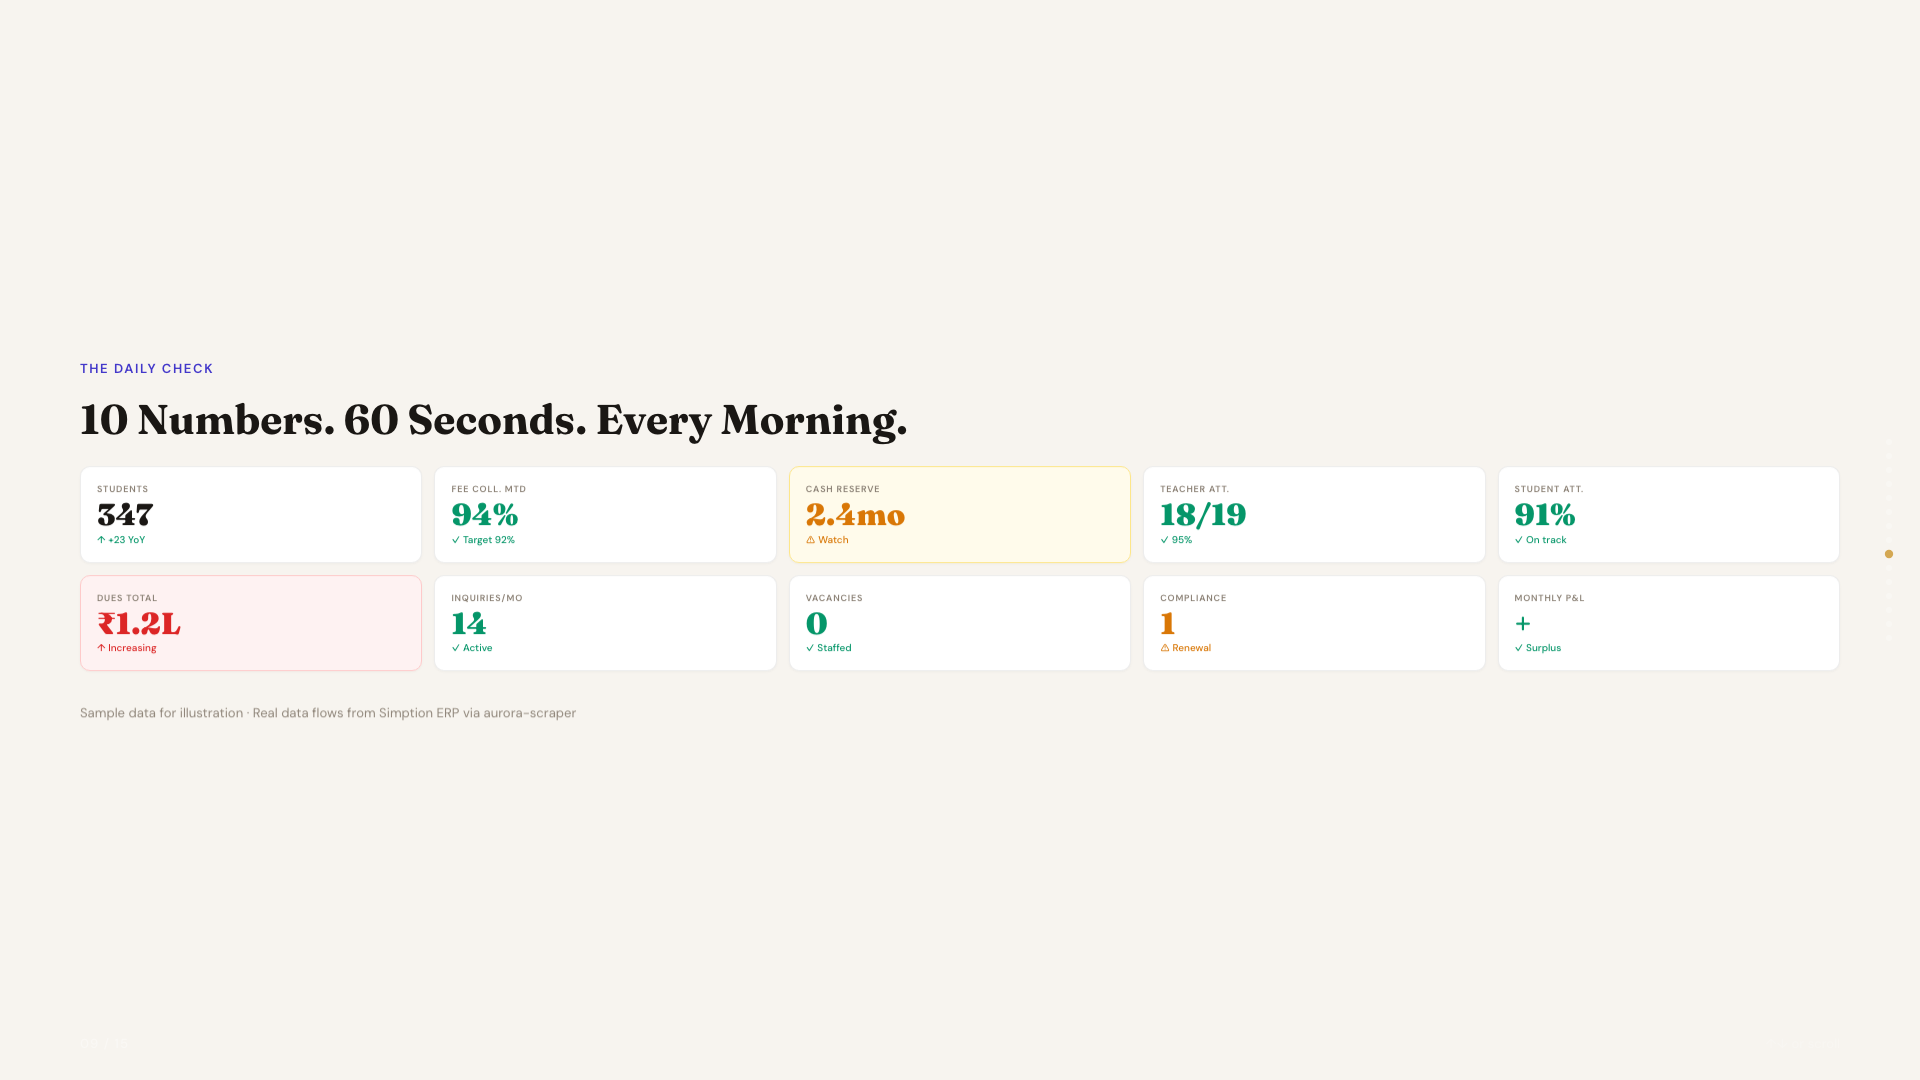 THE DAILY CHECK
10 Numbers. 60 Seconds. Every Morning.
STUDENTS
347
↑ +23 YoY
FEE COLL. MTD
94%
✓ Target 92%
CASH RESERVE
2.4mo
⚠ Watch
TEACHER ATT.
18/19
✓ 95%
STUDENT ATT.
91%
✓ On track
DUES TOTAL
₹1.2L
↑ Increasing
INQUIRIES/MO
14
✓ Active
VACANCIES
0
✓ Staffed
COMPLIANCE
1
⚠ Renewal
MONTHLY P&L
+
✓ Surplus
Sample data for illustration · Real data flows from Simption ERP via aurora-scraper